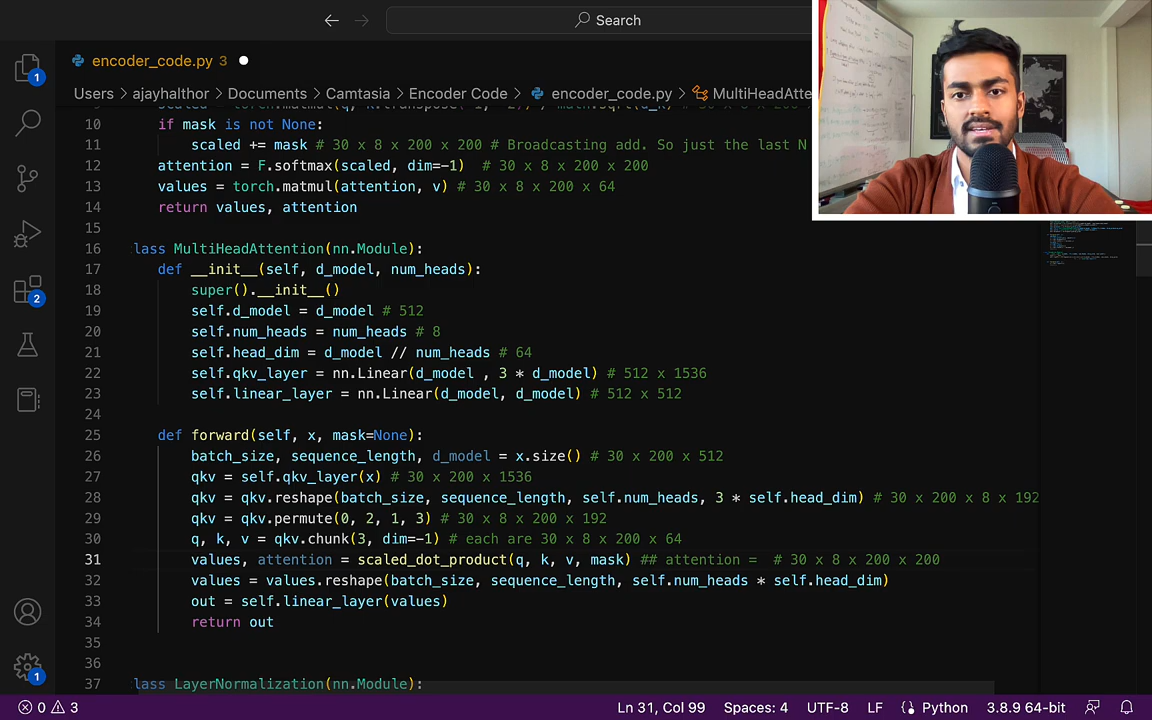 Search
1
encoder_code.py 3
Users > ajayhalthor > Documents > Camtasia > Encoder Code > encoder_code.py > MultiHeadAtte
10 if mask is not None:
11 scaled += mask # 30 x 8 x 200 x 200 # Broadcasting add. So just the last N
12 attention = F.softmax(scaled, dim=-1) # 30 x 8 x 200 x 200
13 values = torch.matmul(attention, v) # 30 x 8 x 200 x 64
14 return values, attention
15
16 lass MultiHeadAttention(nn.Module):
17 def __init__(self, d_model, num_heads):
18 super().__init__()
19 self.d_model = d_model # 512
20 self.num_heads = num_heads # 8
21 self.head_dim = d_model // num_heads # 64
22 self.qkv_layer = nn.Linear(d_model , 3 * d_model) # 512 x 1536
23 self.linear_layer = nn.Linear(d_model, d_model) # 512 x 512
24
25 def forward(self, x, mask=None):
26 batch_size, sequence_length, d_model = x.size() # 30 x 200 x 512
27 qkv = self.qkv_layer(x) # 30 x 200 x 1536
28 qkv = qkv.reshape(batch_size, sequence_length, self.num_heads, 3 * self.head_dim) # 30 x 200 x 8 x 192
29 qkv = qkv.permute(0, 2, 1, 3) # 30 x 8 x 200 x 192
30 q, k, v = qkv.chunk(3, dim=-1) # each are 30 x 8 x 200 x 64
31 values, attention = scaled_dot_product(q, k, v, mask) ## attention = # 30 x 8 x 200 x 200
32 values = values.reshape(batch_size, sequence_length, self.num_heads * self.head_dim)
33 out = self.linear_layer(values)
34 return out
35
36
37 lass LayerNormalization(nn.Module):
2
1
0 3 Ln 31, Col 99 Spaces: 4 UTF-8 LF Python 3.8.9 64-bit